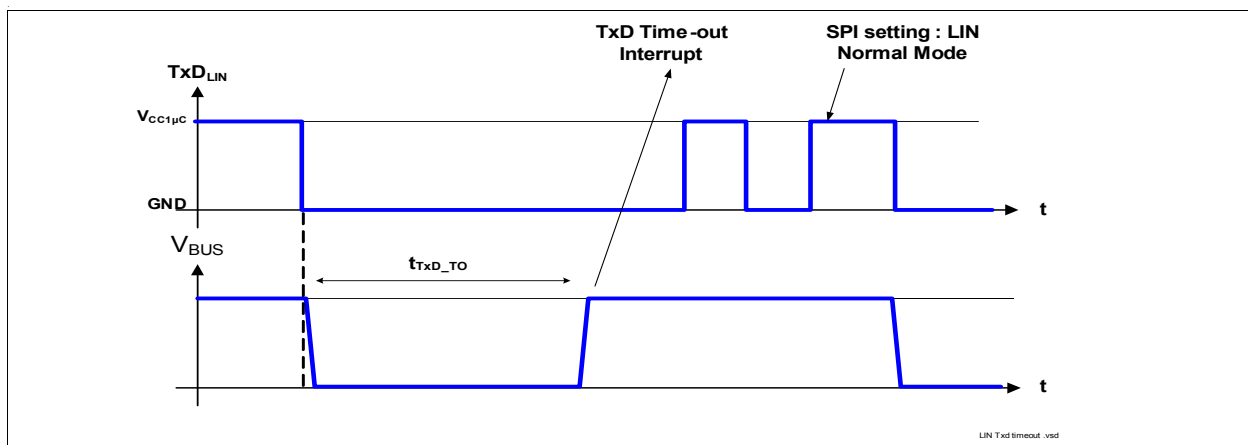 TxD Time-out
Interrupt
SPI setting : LIN
Normal Mode
TxDLIN
VCC1µC
GND
t
VBUS
tTxD_TO
t
LIN Txd timeout .vsd